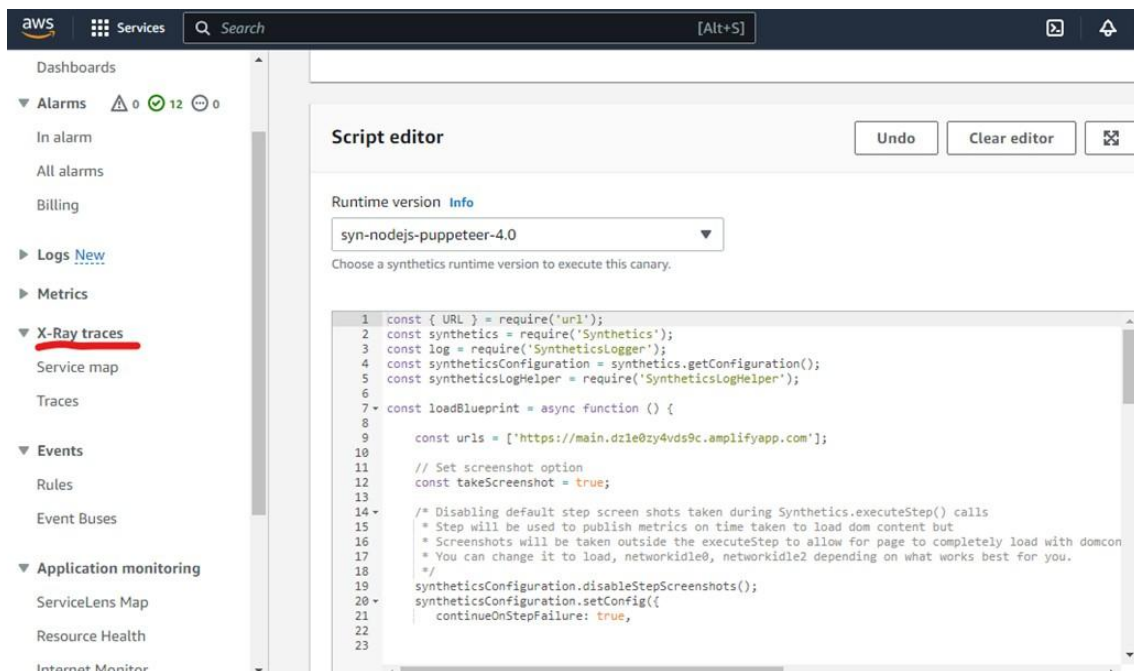 aws Services Search [Alt+S]
Dashboards
Alarms 0 12 0
In alarm
All alarms
Billing
Logs New
Metrics
X-Ray traces
Service map
Traces
Events
Rules
Event Buses
Application monitoring
ServiceLens Map
Resource Health
Internet Monitor
Script editor
Undo Clear editor
Runtime version Info
syn-nodejs-puppeteer-4.0
Choose a synthetics runtime version to execute this canary.
1 const { URL } = require('url');
2 const synthetics = require('Synthetics');
3 const log = require('SyntheticsLogger');
4 const syntheticsConfiguration = synthetics.getConfiguration();
5 const syntheticsLogHelper = require('SyntheticsLogHelper');
6
7 const loadBlueprint = async function () {
8
9 const urls = ['https://main.dz1e0zy4vds9c.amplifyapp.com'];
10
11 // Set screenshot option
12 const takeScreenshot = true;
13
14 /* Disabling default step screen shots taken during Synthetics.executeStep() calls
15 * Step will be used to publish metrics on time taken to load dom content but
16 * Screenshots will be taken outside the executeStep to allow for page to completely load with domcon
17 * You can change it to load, networkidle0, networkidle2 depending on what works best for you.
18 */
19 syntheticsConfiguration.disableStepScreenshots();
20 syntheticsConfiguration.setConfig({
21 continueOnStepFailure: true,
22
23